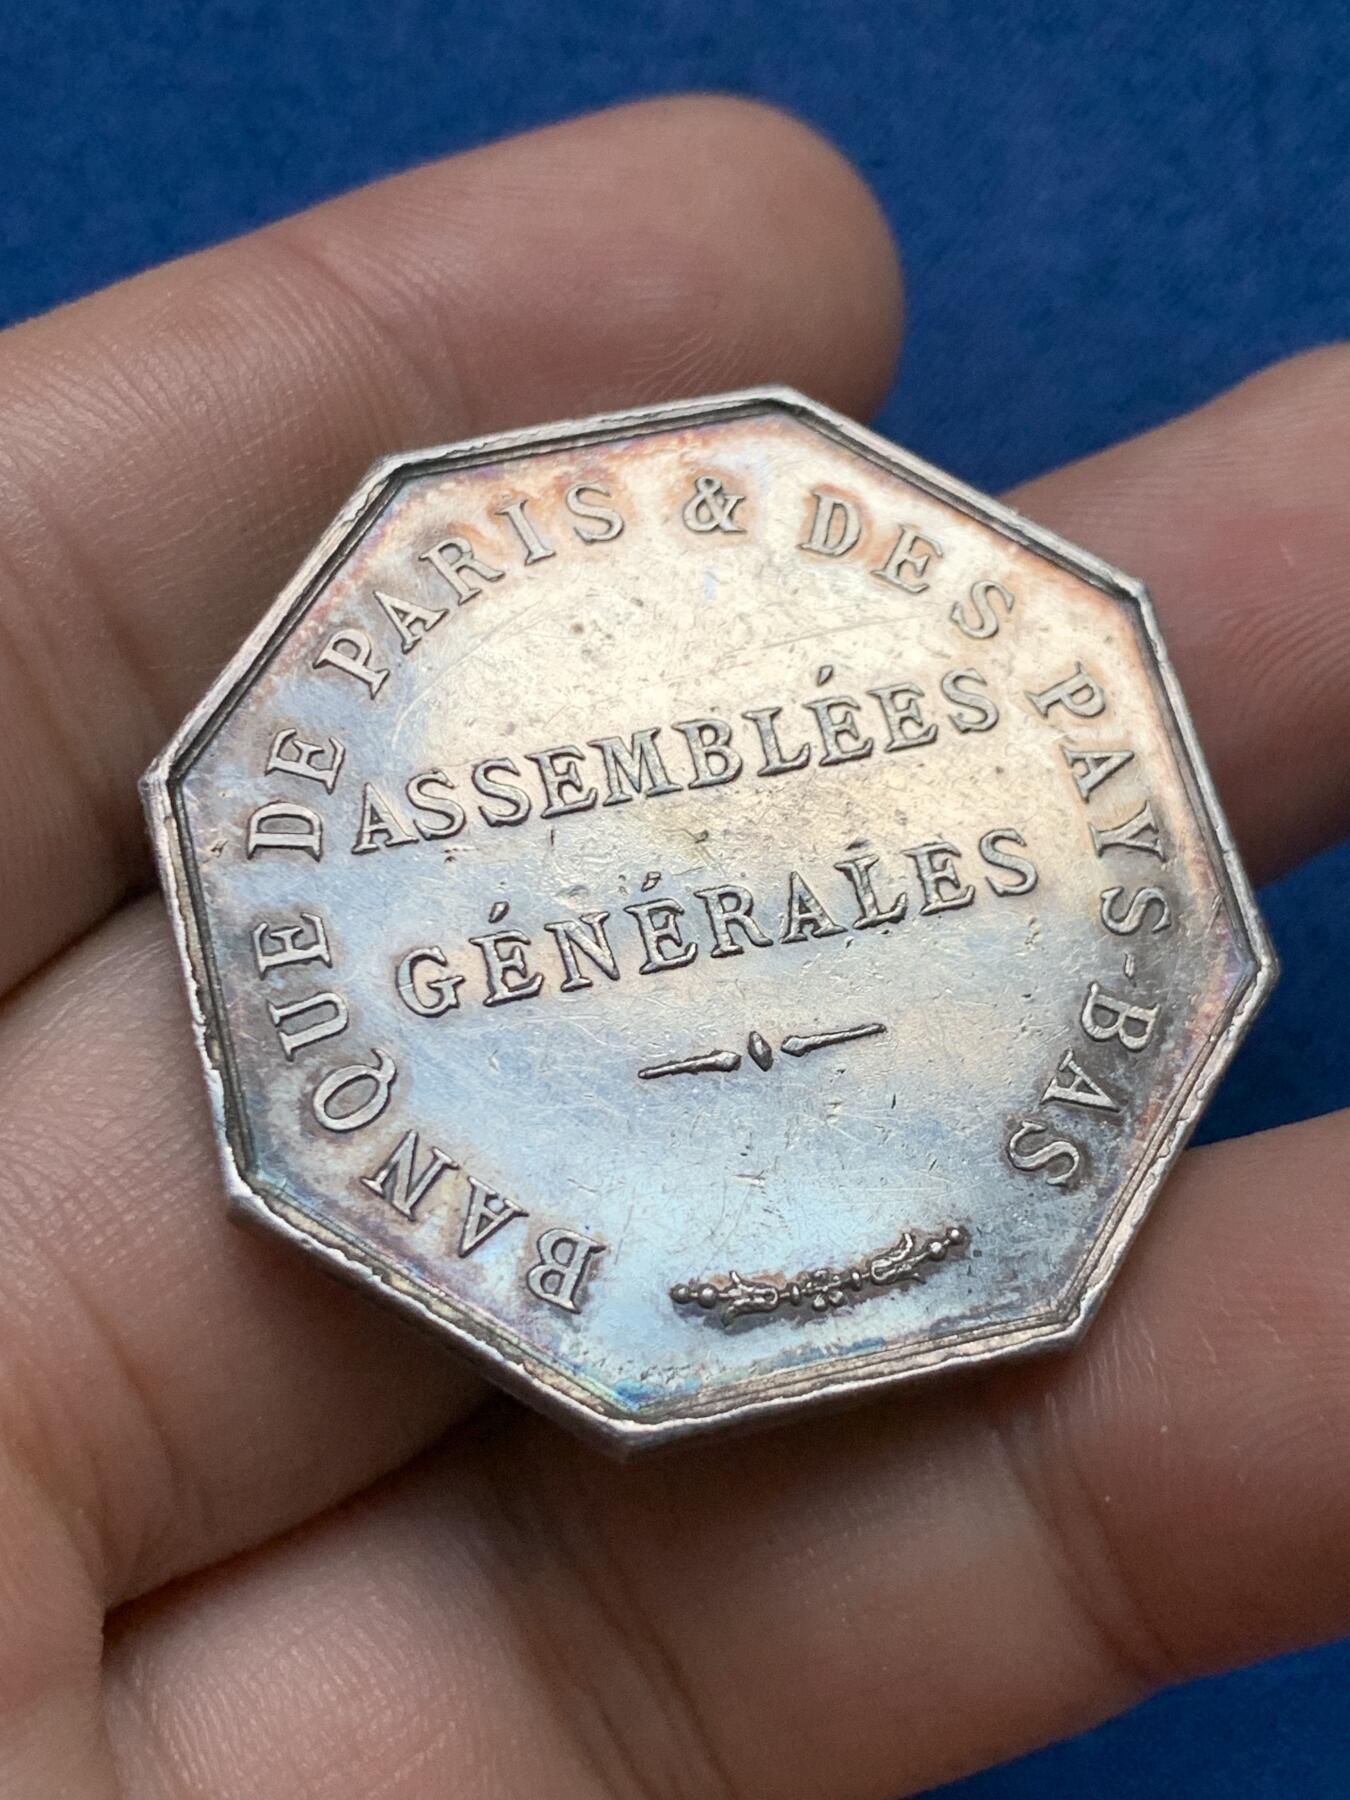 BANQUE DE PARIS & DES PAYS-BAS
ASSEMBLÉES
GÉNÉRALES